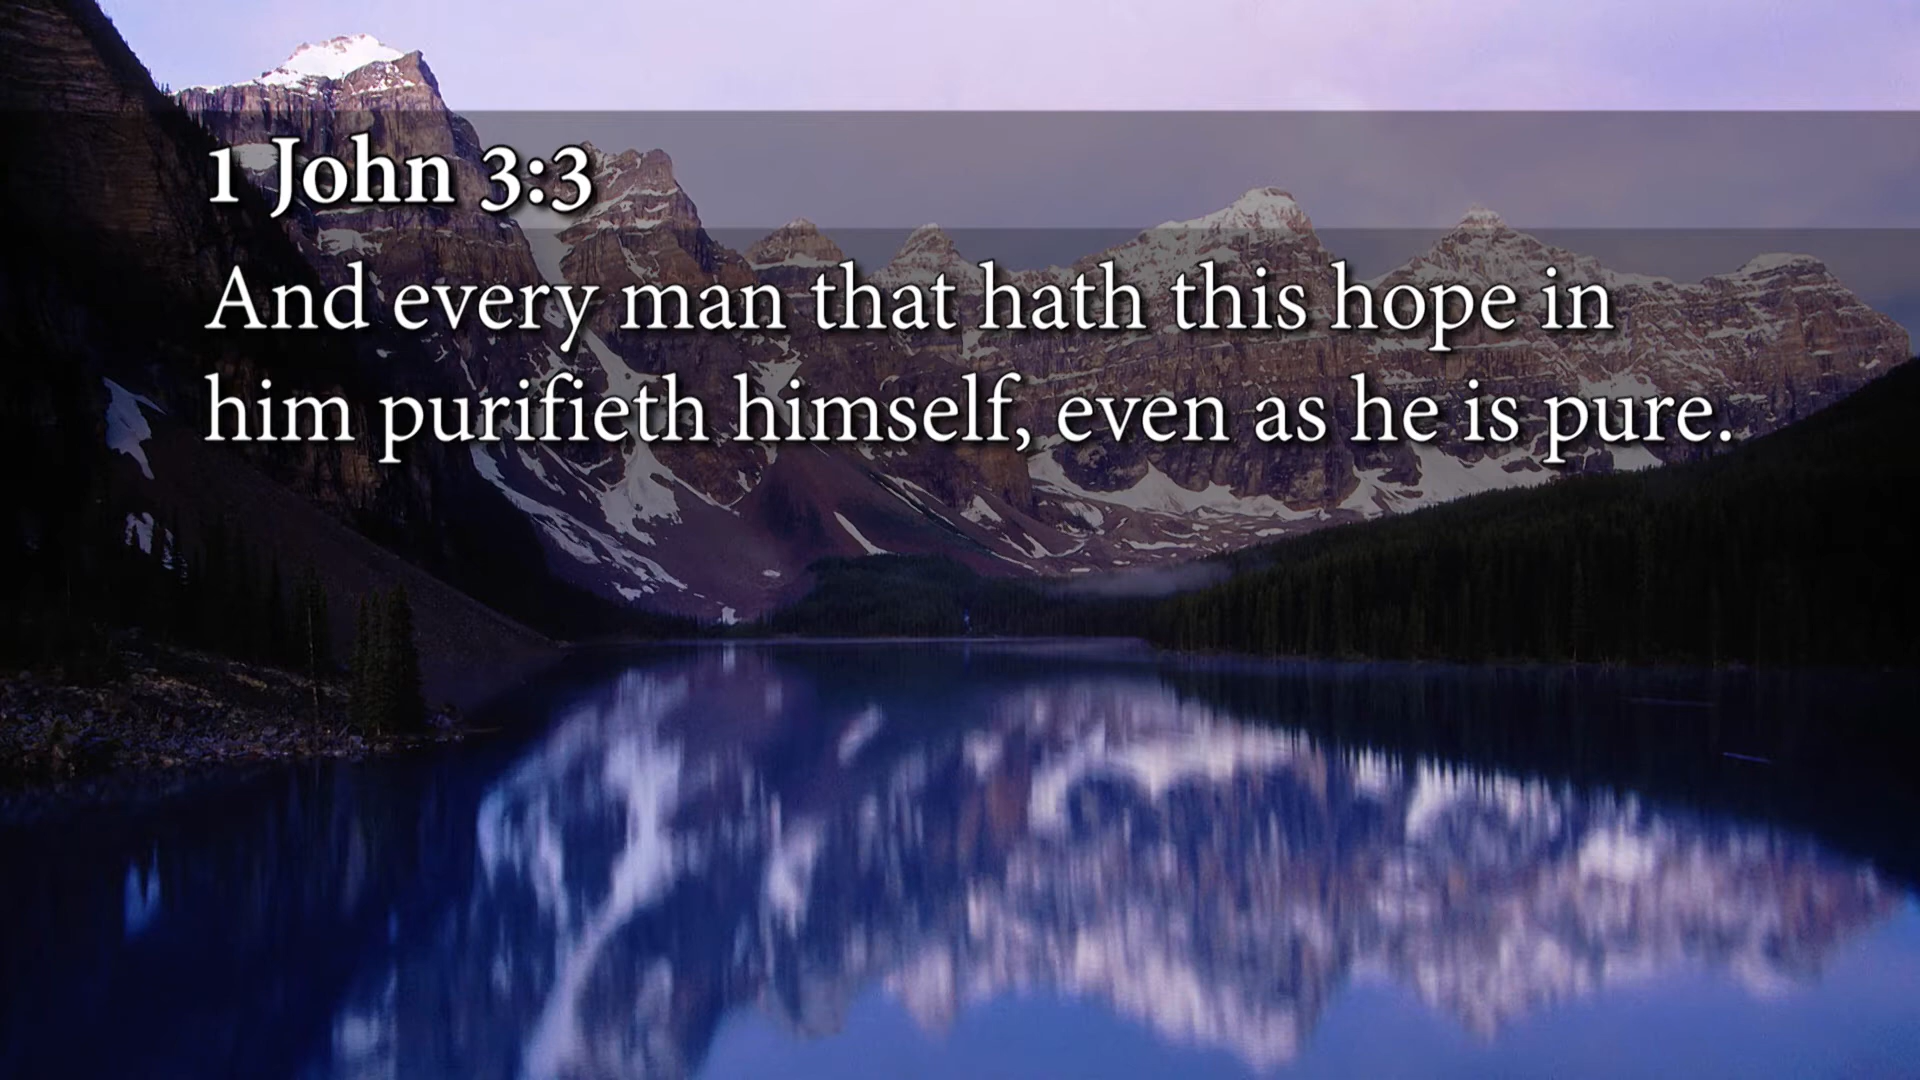 1 John 3:3
And every man that hath this hope in
him purifieth himself, even as he is pure.